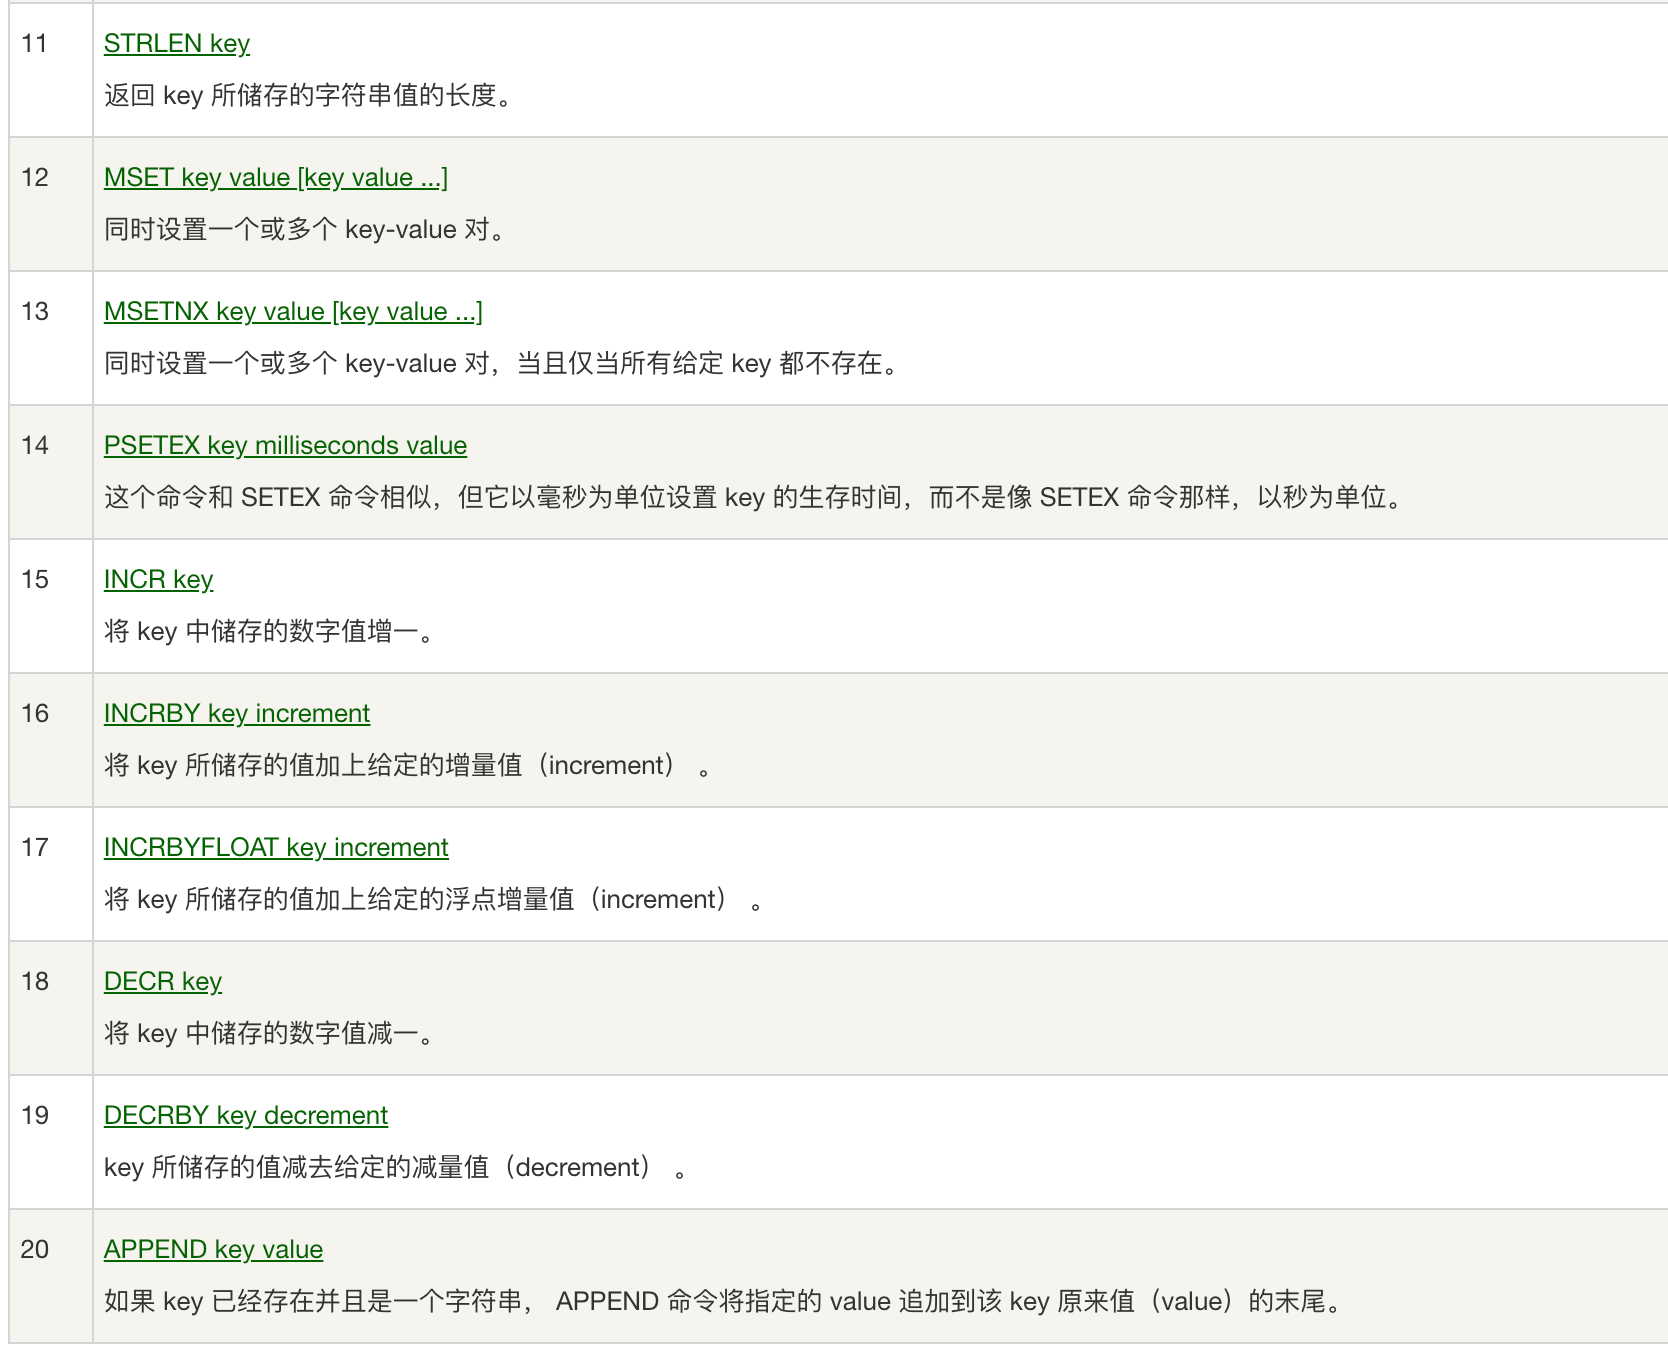 11
STRLEN key
返回 key 所储存的字符串值的长度。
12
MSET key value [key value ...]
同时设置一个或多个 key-value 对。
13
MSETNX key value [key value ...]
同时设置一个或多个 key-value 对，当且仅当所有给定 key 都不存在。
14
PSETEX key milliseconds value
这个命令和 SETEX 命令相似，但它以毫秒为单位设置 key 的生存时间，而不是像 SETEX 命令那样，以秒为单位。
15
INCR key
将 key 中储存的数字值增一。
16
INCRBY key increment
将 key 所储存的值加上给定的增量值（increment） 。
17
INCRBYFLOAT key increment
将 key 所储存的值加上给定的浮点增量值（increment） 。
18
DECR key
将 key 中储存的数字值减一。
19
DECRBY key decrement
key 所储存的值减去给定的减量值（decrement） 。
20
APPEND key value
如果 key 已经存在并且是一个字符串， APPEND 命令将指定的 value 追加到该 key 原来值（value）的末尾。